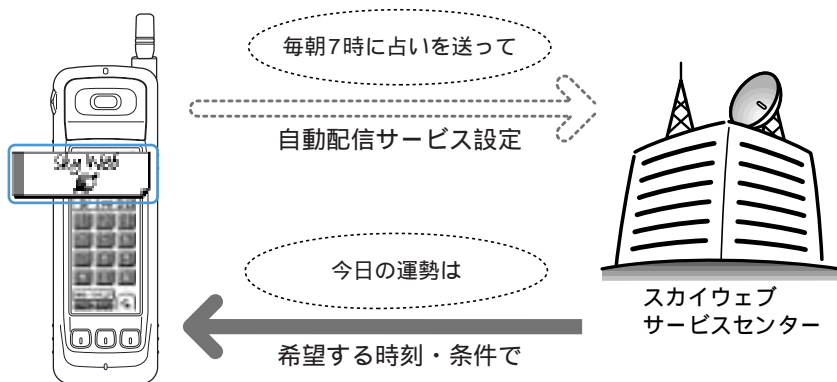 毎朝7時に占いを送って
自動配信サービス設定
Sky Web
今日の運勢は
スカイウェブ
サービスセンター
希望する時刻・条件で